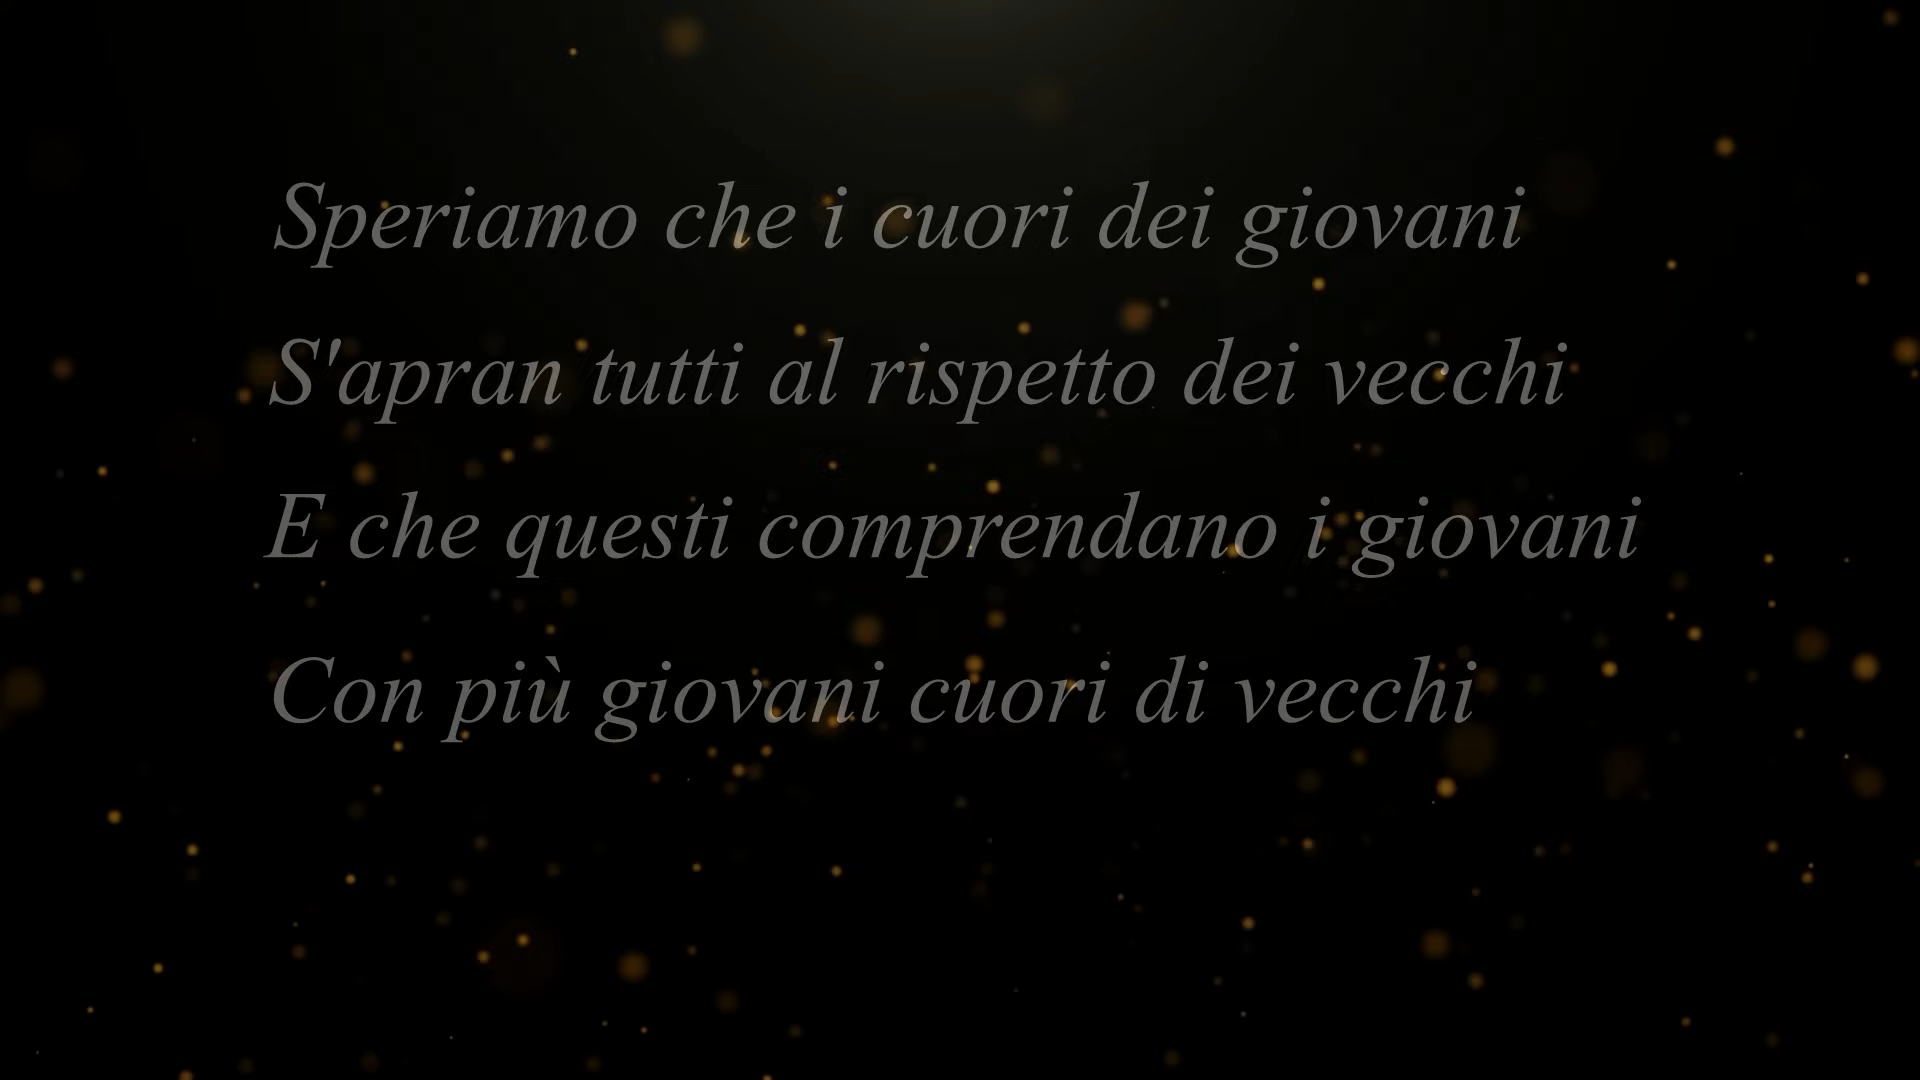 Speriamo che i cuori dei giovani
S'apran tutti al rispetto dei vecchi
E che questi comprendano i giovani
Con più giovani cuori di vecchi